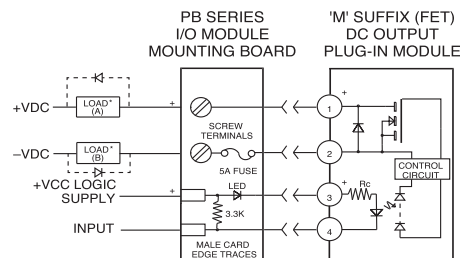 PB SERIES
I/O MODULE
MOUNTING BOARD
'M' SUFFIX (FET)
DC OUTPUT
PLUG-IN MODULE
+VDC
LOAD*
(A)
+
SCREW
TERMINALS
+
1
–VDC
LOAD*
(B)
5A FUSE
2
CONTROL
CIRCUIT
+VCC LOGIC
SUPPLY
+
LED
3.3K
+
3
Rc
INPUT
4
MALE CARD
EDGE TRACES